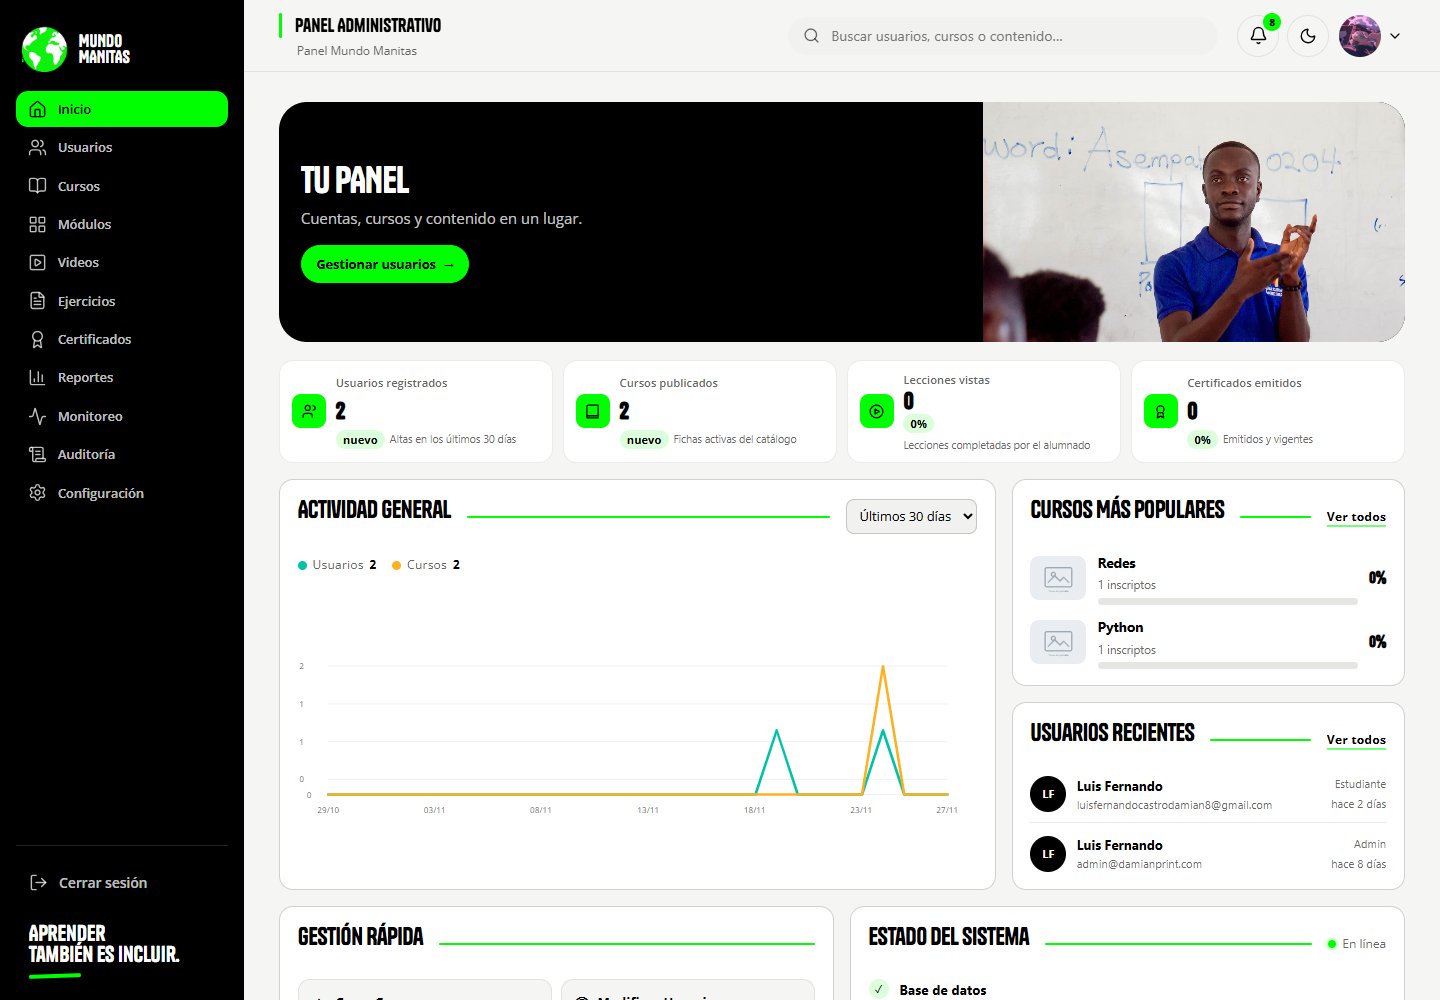 MUNDO
MANITAS
Inicio
Usuarios
Cursos
Módulos
Videos
Ejercicios
Certificados
Reportes
Monitoreo
Auditoría
Configuración
Cerrar sesión
APRENDER
TAMBIÉN ES INCLUIR.
PANEL ADMINISTRATIVO
Panel Mundo Manitas
Buscar usuarios, cursos o contenido...
8
TU PANEL
Cuentas, cursos y contenido en un lugar.
Gestionar usuarios →
word: Asempa 0204
Usuarios registrados
2
nuevo Altas en los últimos 30 días
Cursos publicados
2
nuevo Fichas activas del catálogo
Lecciones vistas
0
0%
Lecciones completadas por el alumnado
Certificados emitidos
0
0% Emitidos y vigentes
ACTIVIDAD GENERAL
Últimos 30 días
Usuarios 2 Cursos 2
2
1
1
0
0
29/10 03/11 08/11 13/11 18/11 23/11 27/11
CURSOS MÁS POPULARES
Ver todos
Redes
1 inscriptos
0%
Python
1 inscriptos
0%
USUARIOS RECIENTES
Ver todos
LF
Luis Fernando
luisfernandocastrodamian8@gmail.com
Estudiante
hace 2 días
LF
Luis Fernando
admin@damianprint.com
Admin
hace 8 días
GESTIÓN RÁPIDA
ESTADO DEL SISTEMA
En línea
Base de datos